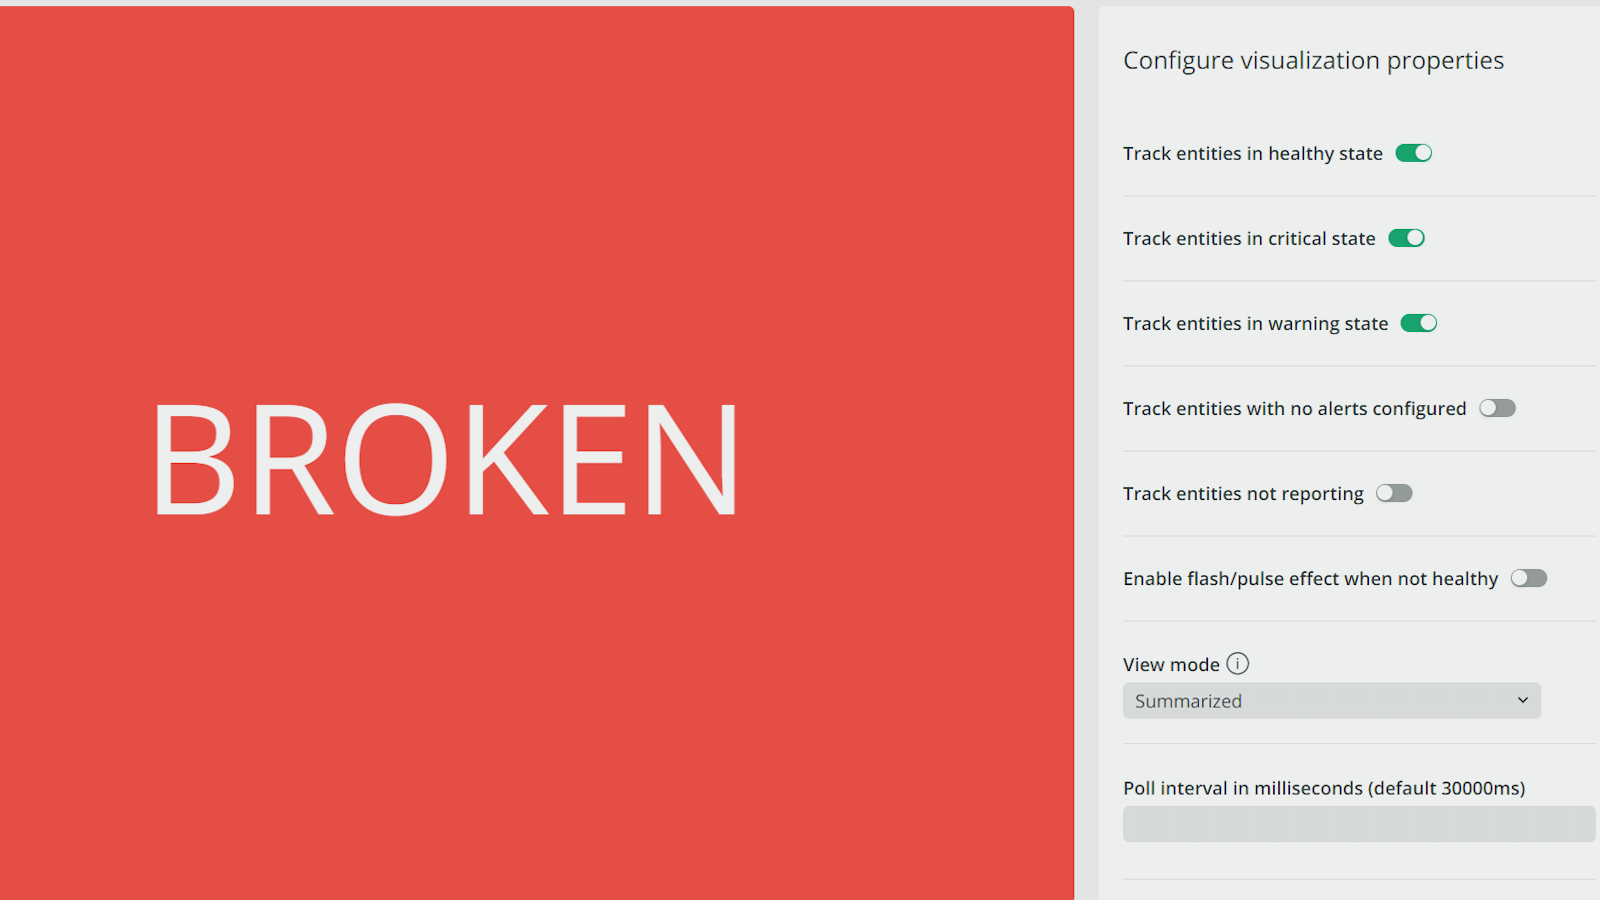 BROKEN
Configure visualization properties
Track entities in healthy state
Track entities in critical state
Track entities in warning state
Track entities with no alerts configured
Track entities not reporting
Enable flash/pulse effect when not healthy
View mode
Summarized
Poll interval in milliseconds (default 30000ms)